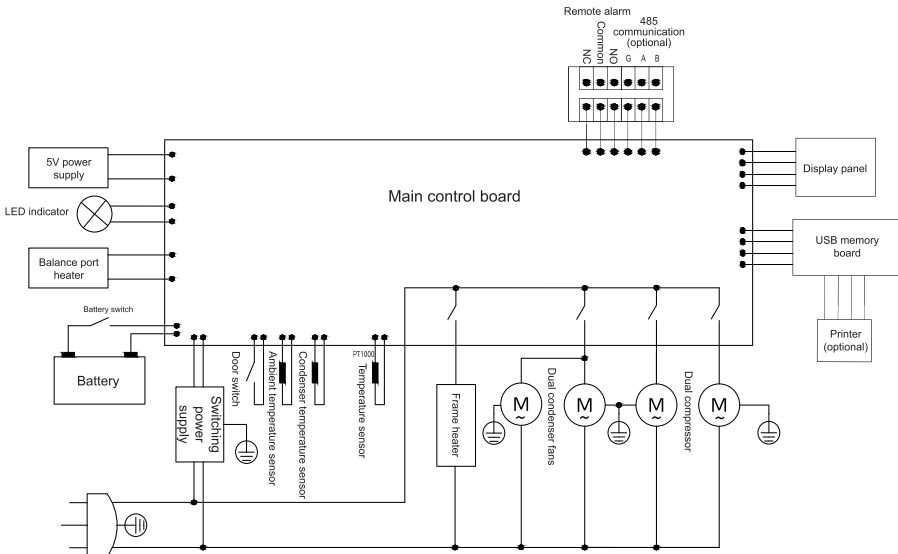 Remote alarm
485
communication
(optional)
NC
Common
NO
G
A
B
5V power
supply
LED indicator
Balance port
heater
Battery switch
Battery
Main control board
Display panel
USB memory
board
Printer
(optional)
Switching
power
supply
Door switch
Ambient temperature sensor
Condenser temperature sensor
PT1000
Temperature sensor
Frame heater
M
~
Dual condenser fans
M
~
M
~
Dual compressor
M
~